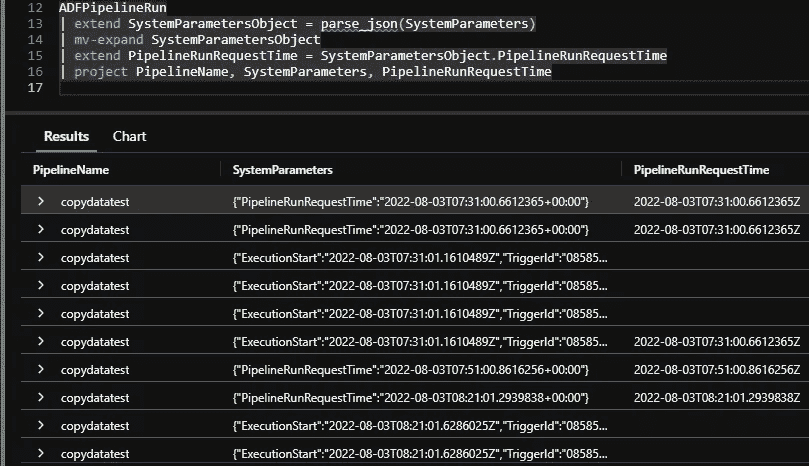 12 ADFPipelineRun
13 | extend SystemParametersObject = parse_json(SystemParameters)
14 | mv-expand SystemParametersObject
15 | extend PipelineRunRequestTime = SystemParametersObject.PipelineRunRequestTime
16 | project PipelineName, SystemParameters, PipelineRunRequestTime
17
Results Chart
PipelineName SystemParameters PipelineRunRequestTime
copydatatest {"PipelineRunRequestTime":"2022-08-03T07:31:00.6612365+00:00"} 2022-08-03T07:31:00.6612365Z
copydatatest {"PipelineRunRequestTime":"2022-08-03T07:31:00.6612365+00:00"} 2022-08-03T07:31:00.6612365Z
copydatatest {"ExecutionStart":"2022-08-03T07:31:01.1610489Z","TriggerId":"08585...
copydatatest {"ExecutionStart":"2022-08-03T07:31:01.1610489Z","TriggerId":"08585...
copydatatest {"ExecutionStart":"2022-08-03T07:31:01.1610489Z","TriggerId":"08585...
copydatatest {"ExecutionStart":"2022-08-03T07:31:01.1610489Z","TriggerId":"08585... 2022-08-03T07:31:00.6612365Z
copydatatest {"PipelineRunRequestTime":"2022-08-03T07:51:00.8616256+00:00"} 2022-08-03T07:51:00.8616256Z
copydatatest {"PipelineRunRequestTime":"2022-08-03T08:21:01.2939838+00:00"} 2022-08-03T08:21:01.2939838Z
copydatatest {"ExecutionStart":"2022-08-03T08:21:01.6286025Z","TriggerId":"08585...
copydatatest {"ExecutionStart":"2022-08-03T08:21:01.6286025Z","TriggerId":"08585...